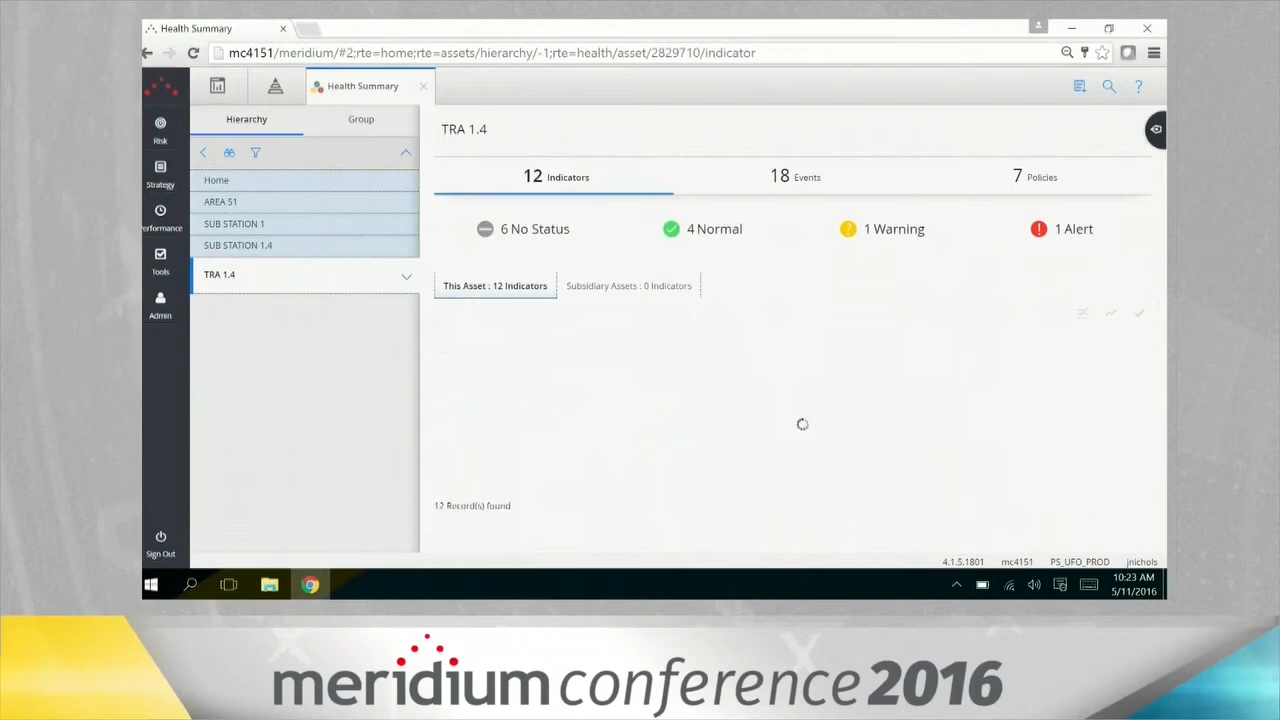 Health Summary
mc4151/meridium/#2;rte=home;rte=assets/hierarchy/-1;rte=health/asset/2829710/indicator
Health Summary
Risk
Strategy
erformance
Tools
Admin
Sign Out
Hierarchy
Group
Home
AREA 51
SUB STATION 1
SUB STATION 1.4
TRA 1.4
TRA 1.4
12 Indicators
18 Events
7 Policies
6 No Status
4 Normal
1 Warning
1 Alert
This Asset : 12 Indicators
Subsidiary Assets : 0 Indicators
12 Record(s) found
4.1.5.1801 mc4151 PS_UFO_PROD jnichols
10:23 AM
5/11/2016
meridium conference 2016